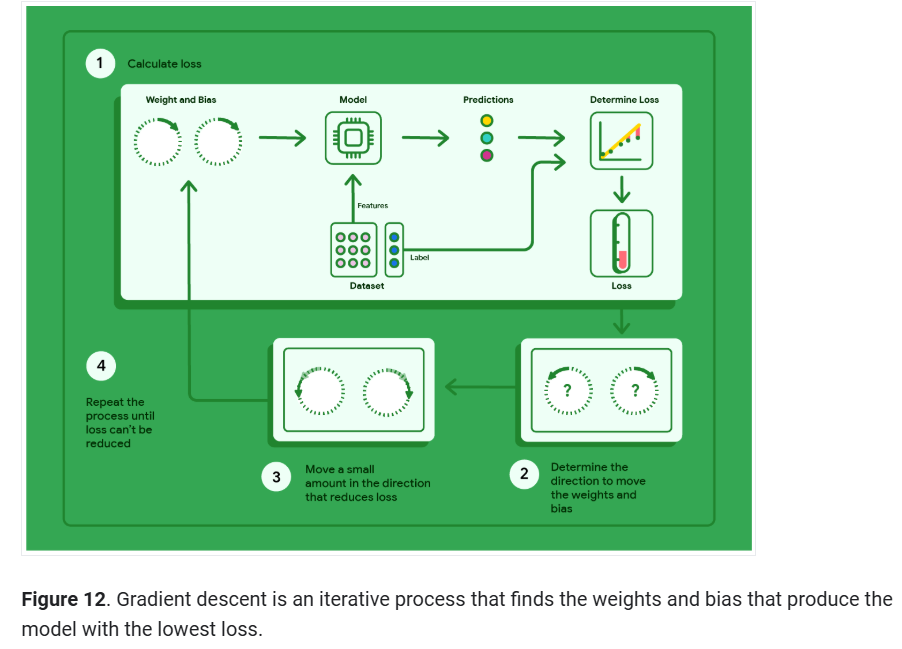 1
Calculate loss
Weight and Bias
Model
Predictions
Determine Loss
Features
Label
Dataset
Loss
4
Repeat the
process until
loss can't be
reduced
? ?
3
Move a small
amount in the direction
that reduces loss
2
Determine the
direction to move
the weights and
bias
Figure 12. Gradient descent is an iterative process that finds the weights and bias that produce the
model with the lowest loss.